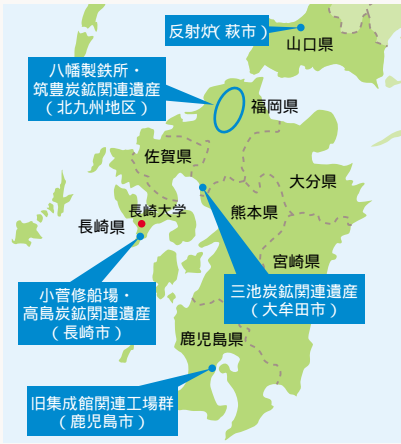 反射炉（萩市）
山口県
八幡製鉄所・
筑豊炭鉱関連遺産
（北九州地区）
福岡県
佐賀県
大分県
長崎大学
長崎県
熊本県
宮崎県
小菅修船場・
高島炭鉱関連遺産
（長崎市）
三池炭鉱関連遺産
（大牟田市）
鹿児島県
旧集成館関連工場群
（鹿児島市）